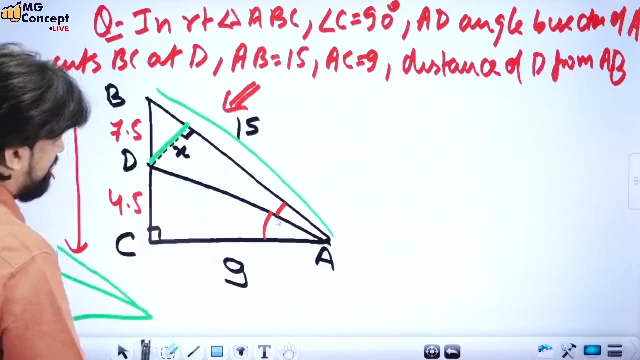 MG
Concept
LIVE
Q- In rt △ABC, ∠C=90°, AD angle bisector of A
cuts BC at D, AB=15, AC=9, distance of D from AB
B
15
7.5
x
D
4.5
C
9
A
T